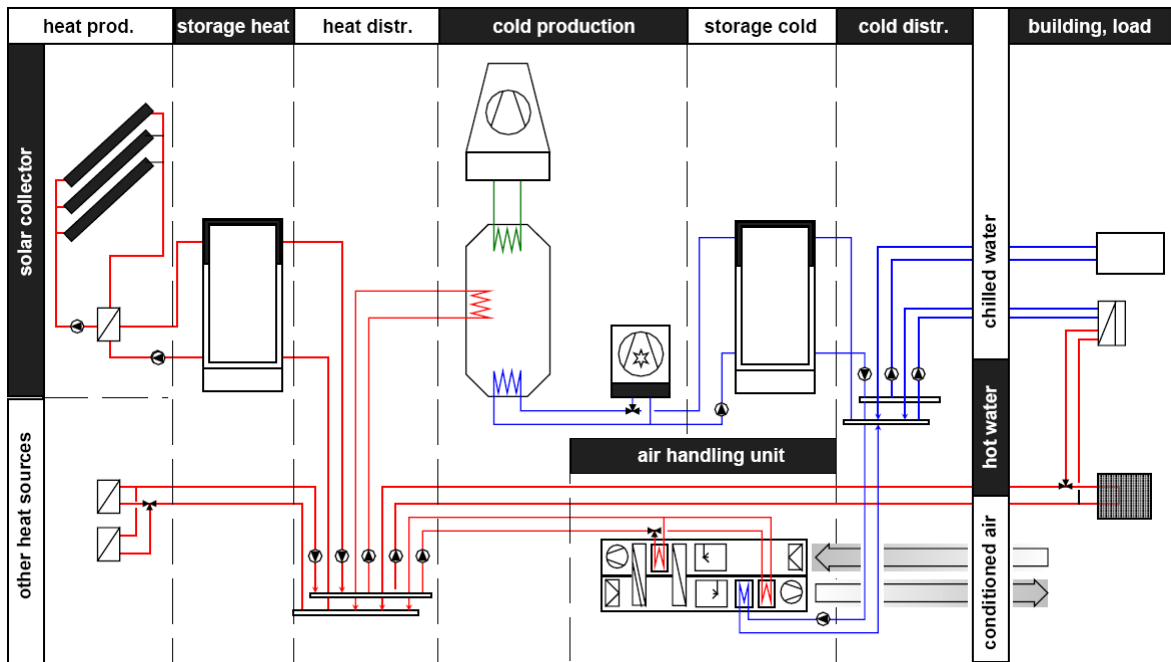 heat prod.
storage heat
heat distr.
cold production
storage cold
cold distr.
building, load
solar collector
other heat sources
air handling unit
chilled water
hot water
conditioned air